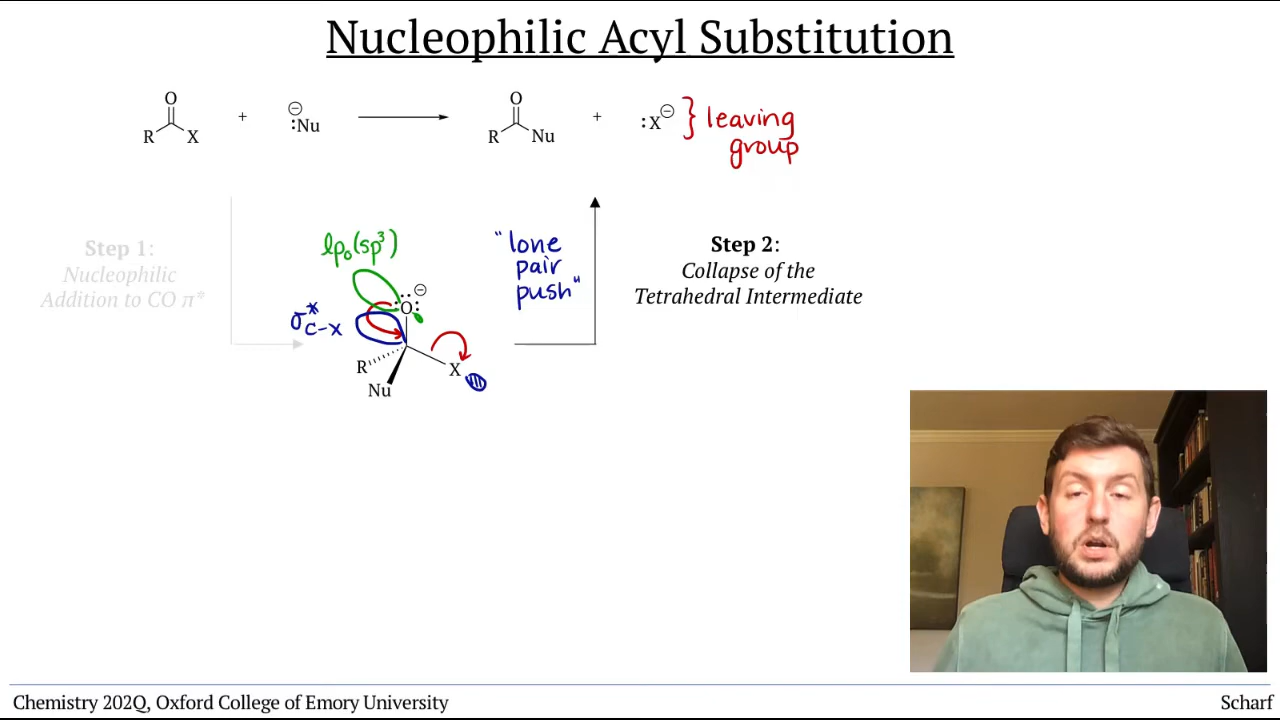 Nucleophilic Acyl Substitution
O
R X + ⊖ :Nu O R Nu + :X⊖ } leaving group
Step 1:
Nucleophilic
Addition to CO π*
lpO(sp³)
σ*C–X
⊖
:O:
R
X
Nu
"lone
pair
push"
Step 2:
Collapse of the
Tetrahedral Intermediate
Chemistry 202Q, Oxford College of Emory University
Scharf